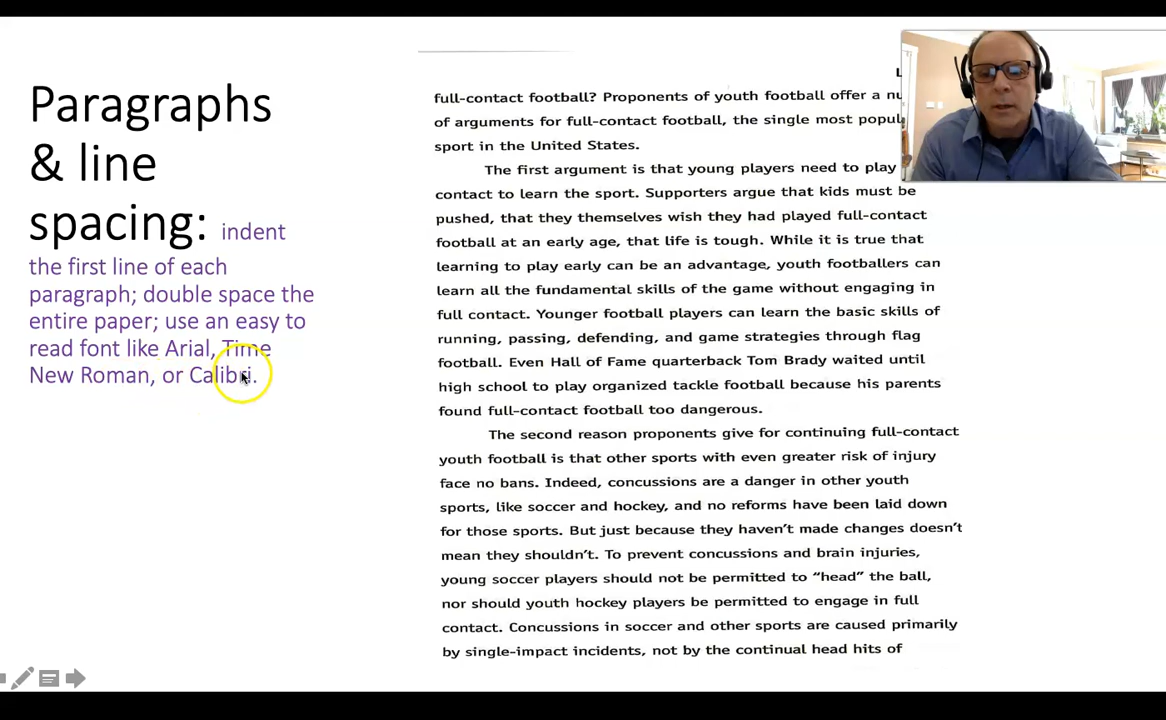 Paragraphs
& line
spacing: indent
the first line of each
paragraph; double space the
entire paper; use an easy to
read font like Arial, Time
New Roman, or Calibri.
full-contact football? Proponents of youth football offer a nu
of arguments for full-contact football, the single most popul
sport in the United States.
The first argument is that young players need to play
contact to learn the sport. Supporters argue that kids must be
pushed, that they themselves wish they had played full-contact
football at an early age, that life is tough. While it is true that
learning to play early can be an advantage, youth footballers can
learn all the fundamental skills of the game without engaging in
full contact. Younger football players can learn the basic skills of
running, passing, defending, and game strategies through flag
football. Even Hall of Fame quarterback Tom Brady waited until
high school to play organized tackle football because his parents
found full-contact football too dangerous.
The second reason proponents give for continuing full-contact
youth football is that other sports with even greater risk of injury
face no bans. Indeed, concussions are a danger in other youth
sports, like soccer and hockey, and no reforms have been laid down
for those sports. But just because they haven’t made changes doesn’t
mean they shouldn’t. To prevent concussions and brain injuries,
young soccer players should not be permitted to “head” the ball,
nor should youth hockey players be permitted to engage in full
contact. Concussions in soccer and other sports are caused primarily
by single-impact incidents, not by the continual head hits of